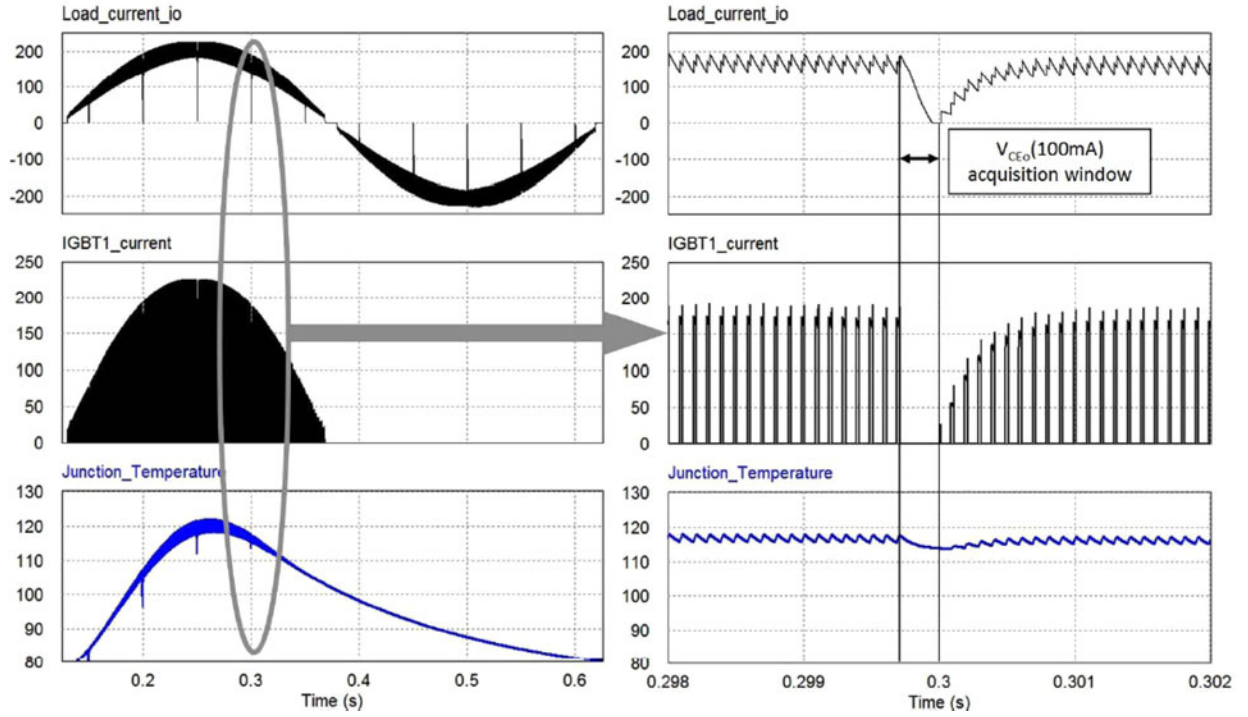 Load_current_io
200
100
0
-100
-200
IGBT1_current
250
200
150
100
50
0
Junction_Temperature
130
120
110
100
90
80
0.2 0.3 0.4 0.5 0.6
Time (s)
Load_current_io
200
100
0
-100
-200
VCEo(100mA)
acquisition window
IGBT1_current
250
200
150
100
50
0
Junction_Temperature
130
120
110
100
90
80
0.298 0.299 0.3 0.301 0.302
Time (s)